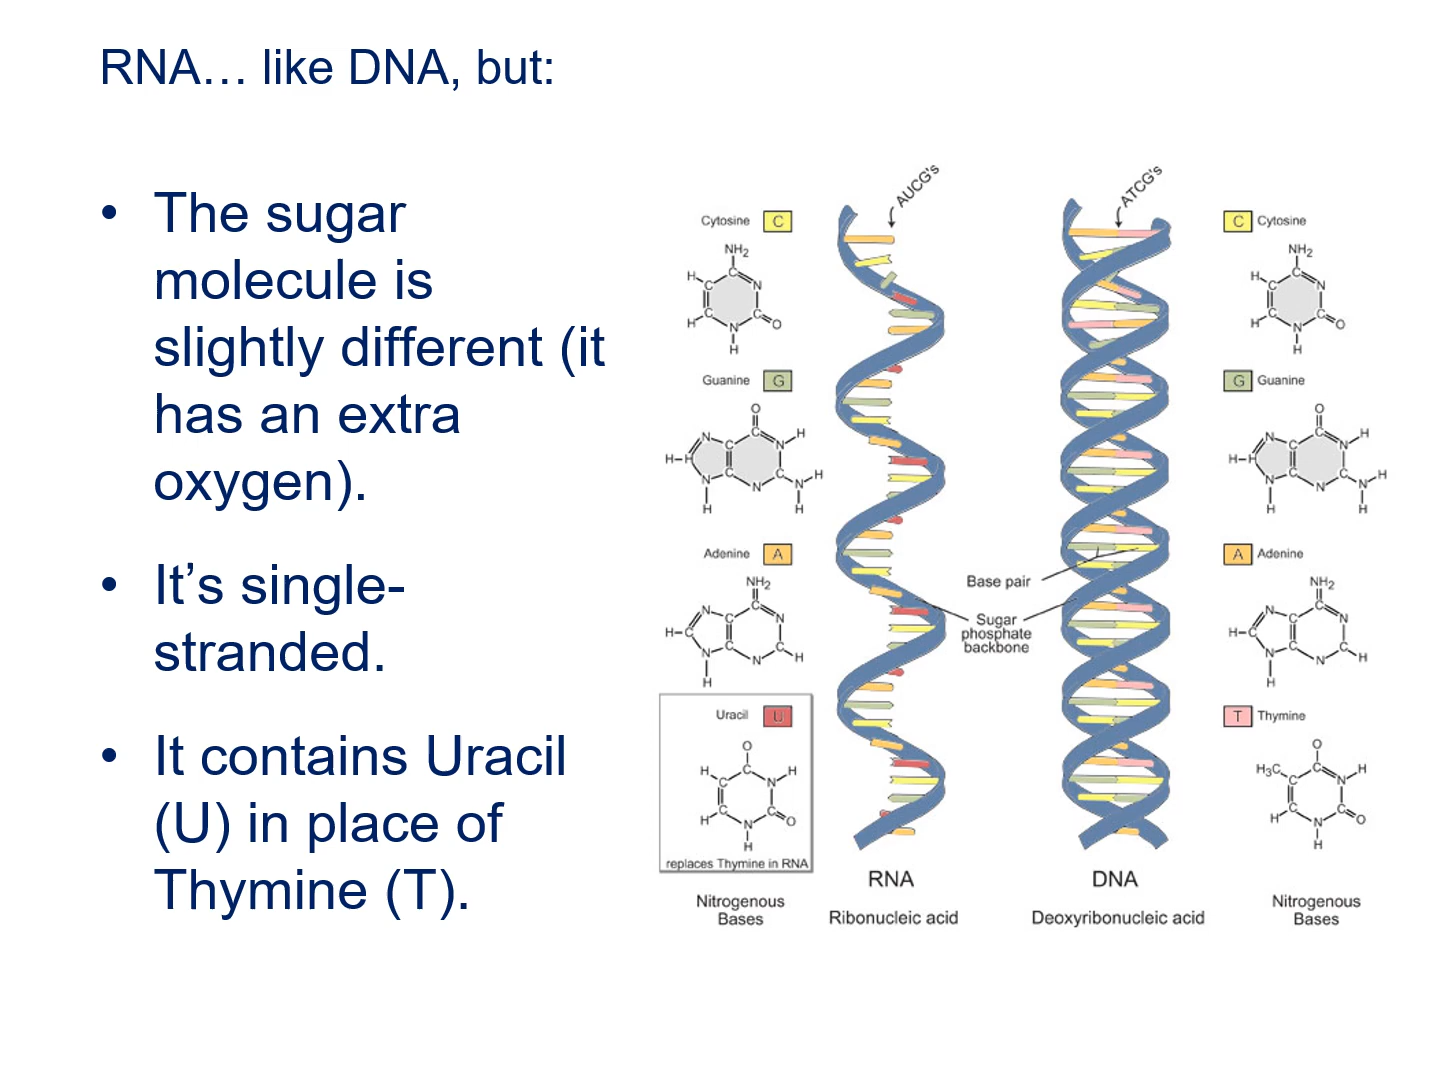 RNA… like DNA, but:
• The sugar
molecule is
slightly different (it
has an extra
oxygen).
• It’s single-
stranded.
• It contains Uracil
(U) in place of
Thymine (T).
AUCG's
ATCG's
Cytosine C
NH₂
H C N
C C
H N O
H
Guanine G
O
N C N H
H H C C
N N N H
H H
Adenine A
NH₂
N C N
H C C C
N N C H
H
Uracil U
O
H C H
C N
C C
H N O
H
replaces Thymine in RNA
Nitrogenous
Bases
Base pair
Sugar
phosphate
backbone
RNA
Ribonucleic acid
DNA
Deoxyribonucleic acid
C Cytosine
NH₂
H C N
C C
H N O
H
G Guanine
O
N C N H
H H C C
N N N H
H H
A Adenine
NH₂
N C N
H C C C
N N C H
H
T Thymine
O
H₃C C H
C N
C C
H N O
H
Nitrogenous
Bases